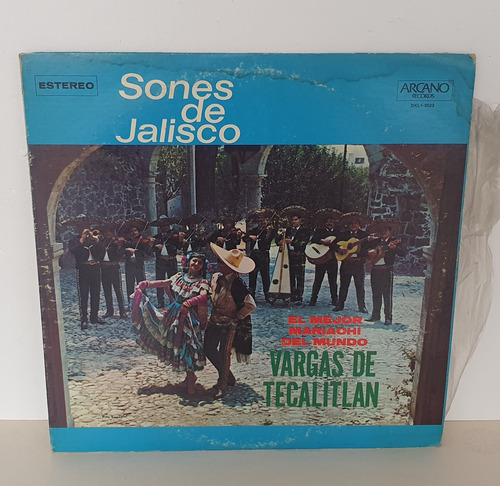 ESTEREO
Sones
de
Jalisco
ARCANO
RECORDS
EL MEJOR
MARIACHI
DEL MUNDO
VARGAS DE
TECALITLAN